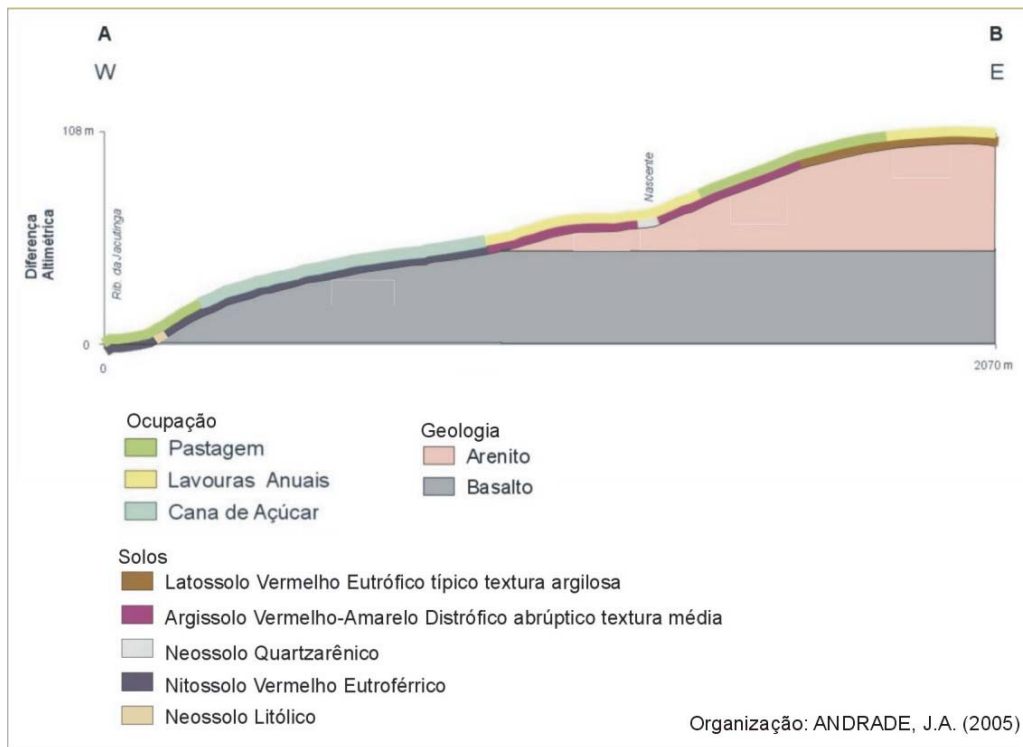 A
B
W
E
108 m
Nascente
Diferença
Altimétrica
Rib. da Jacutinga
0
0
2070 m
Ocupação
Pastagem
Lavouras Anuais
Cana de Açúcar
Geologia
Arenito
Basalto
Solos
Latossolo Vermelho Eutrófico típico textura argilosa
Argissolo Vermelho-Amarelo Distrófico abrúptico textura média
Neossolo Quartzarênico
Nitossolo Vermelho Eutroférrico
Neossolo Litólico
Organização: ANDRADE, J.A. (2005)